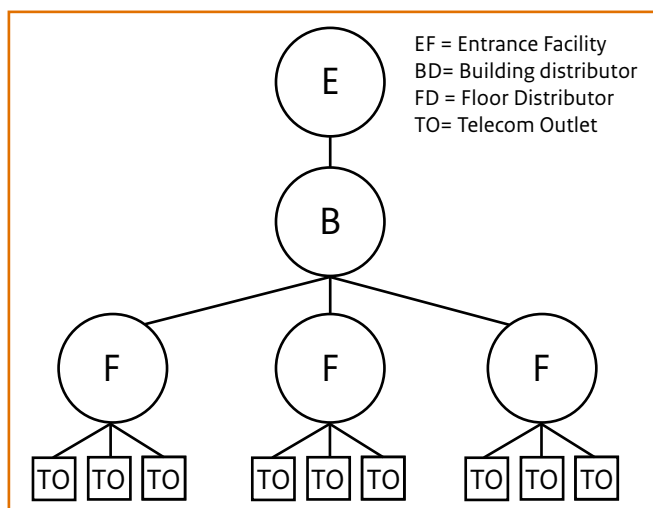 E
EF = Entrance Facility
BD= Building distributor
FD = Floor Distributor
TO= Telecom Outlet
B
F F F
TO TO TO TO TO TO TO TO TO